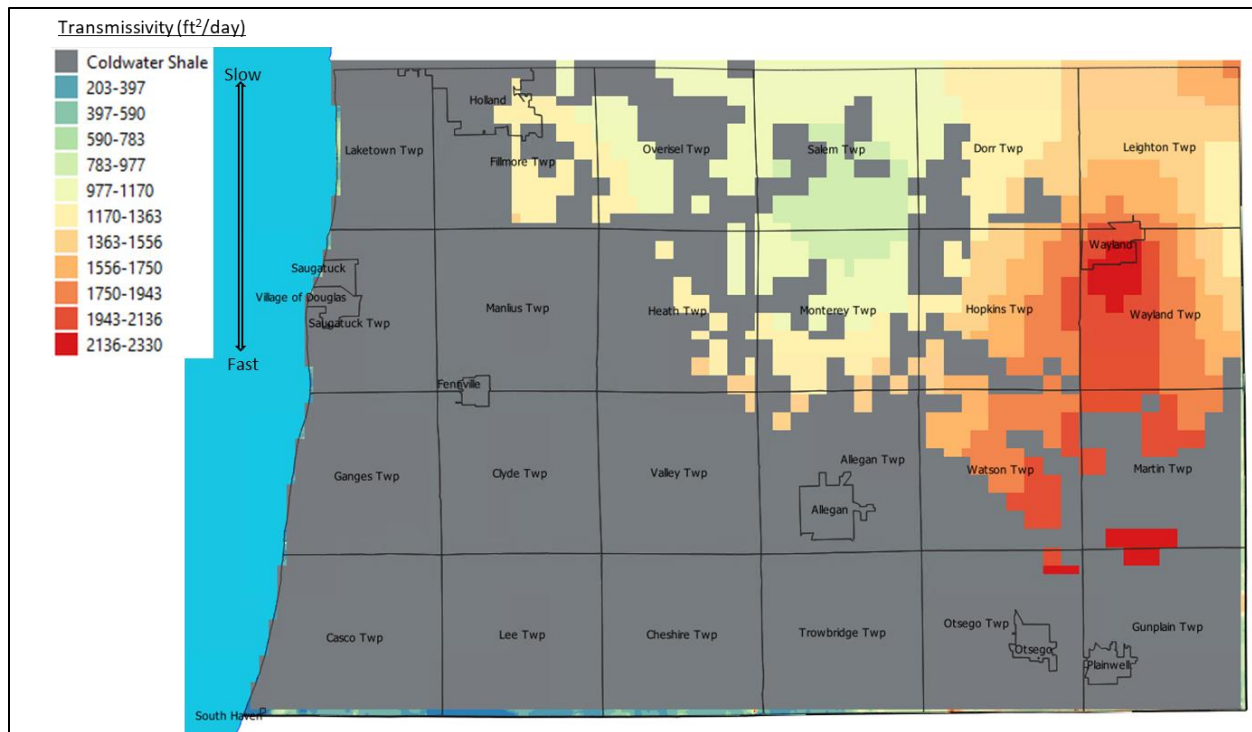 Transmissivity (ft²/day)
Coldwater Shale
203-397
397-590
590-783
783-977
977-1170
1170-1363
1363-1556
1556-1750
1750-1943
1943-2136
2136-2330
Slow
Fast
Holland
Laketown Twp
Fillmore Twp
Overisel Twp
Salem Twp
Dorr Twp
Leighton Twp
Saugatuck
Village of Douglas
Saugatuck Twp
Manlius Twp
Heath Twp
Monterey Twp
Hopkins Twp
Wayland
Wayland Twp
Fennville
Ganges Twp
Clyde Twp
Valley Twp
Allegan Twp
Allegan
Watson Twp
Martin Twp
Casco Twp
Lee Twp
Cheshire Twp
Trowbridge Twp
Otsego Twp
Otsego
Gunplain Twp
Plainwell
South Haven